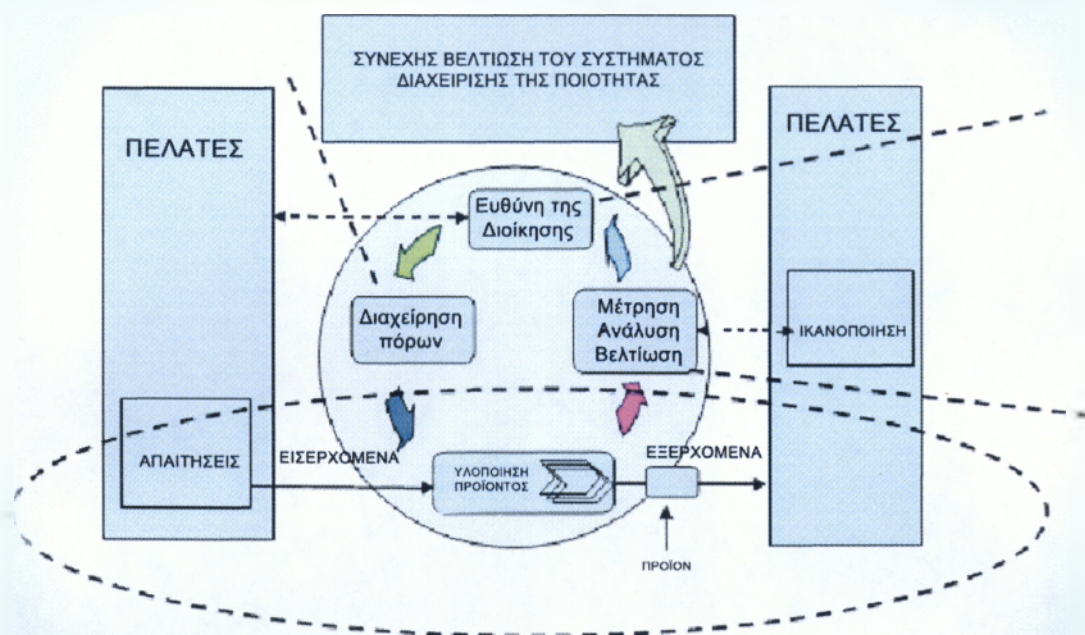 ΣΥΝΕΧΗΣ ΒΕΛΤΙΩΣΗ ΤΟΥ ΣΥΣΤΗΜΑΤΟΣ
ΔΙΑΧΕΙΡΙΣΗΣ ΤΗΣ ΠΟΙΟΤΗΤΑΣ
ΠΕΛΑΤΕΣ
ΠΕΛΑΤΕΣ
Ευθύνη της
Διοίκησης
Διαχείρηση
πόρων
Μέτρηση
Ανάλυση
Βελτίωση
ΙΚΑΝΟΠΟΙΗΣΗ
ΑΠΑΙΤΗΣΕΙΣ
ΕΙΣΕΡΧΟΜΕΝΑ
ΥΛΟΠΟΙΗΣΗ
ΠΡΟΪΟΝΤΟΣ
ΕΞΕΡΧΟΜΕΝΑ
ΠΡΟΪΟΝ